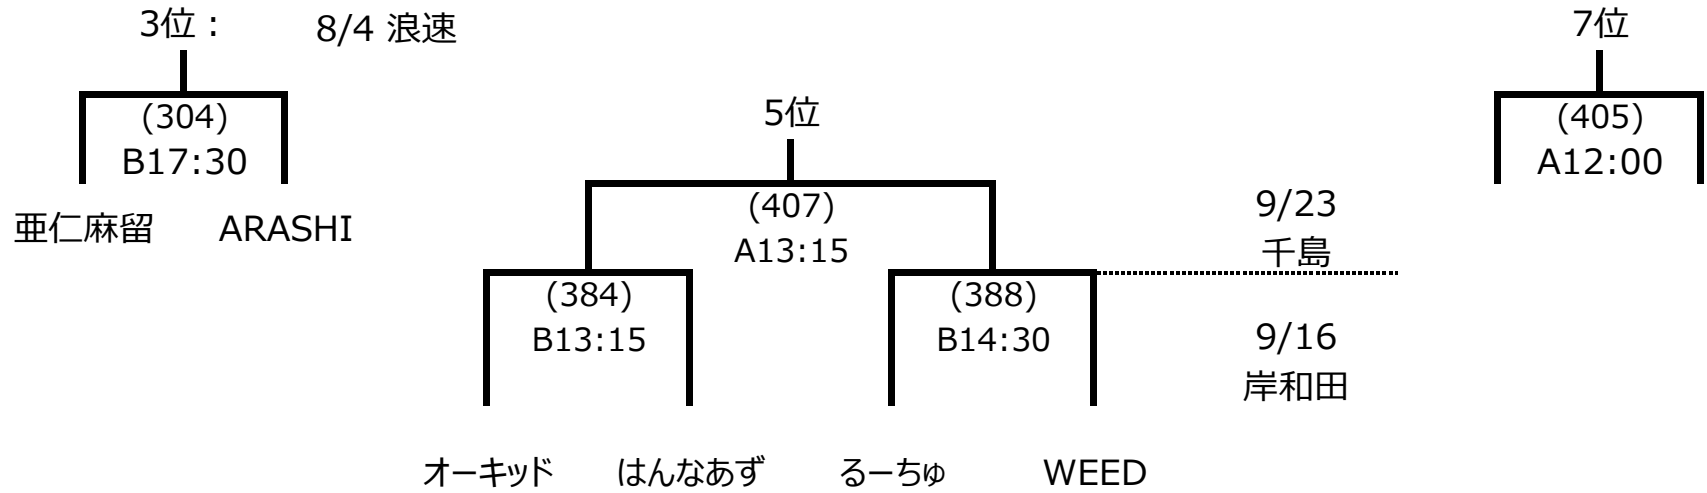 3位： 8/4 浪速
(304)
B17:30
亜仁麻留 ARASHI
5位
(407)
A13:15
(384)
B13:15
(388)
B14:30
オーキッド はんなあず るーちゅ WEED
9/23
千島
9/16
岸和田
7位
(405)
A12:00